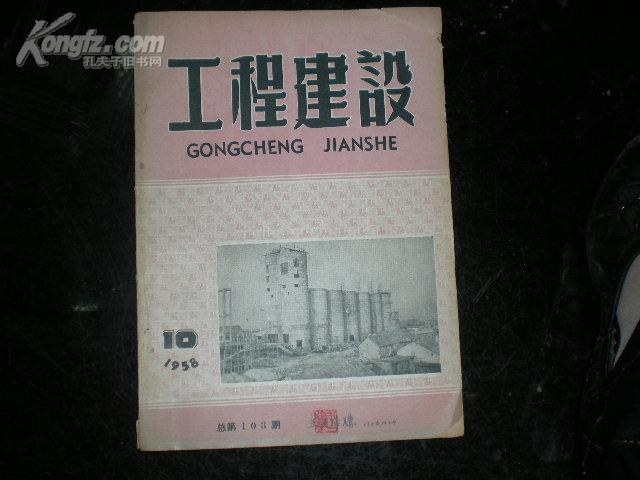 Kongfz.com
孔夫子旧书网
工程建設
GONGCHENG JIANSHE
10
1958
总第103期